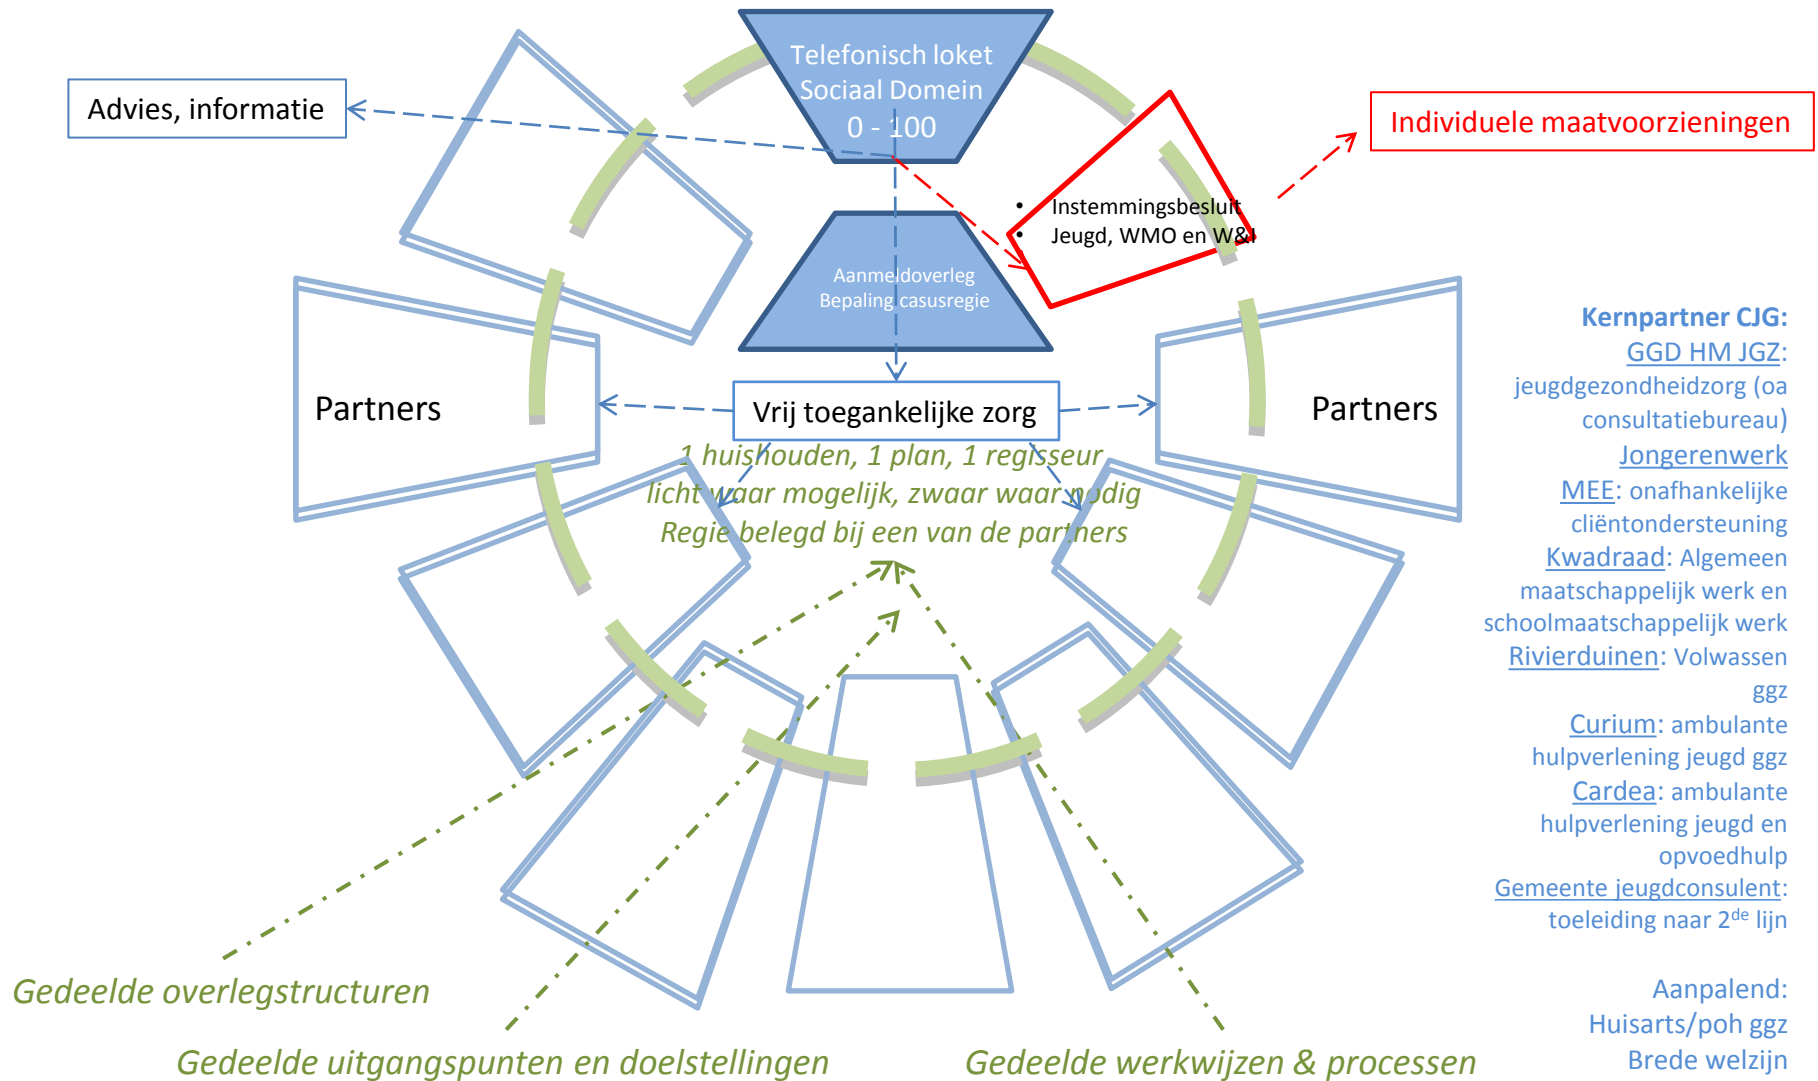 Telefonisch loket
Sociaal Domein
0 - 100
Advies, informatie
Individuele maatvoorzieningen
• Instemmingsbesluit
• Jeugd, WMO en W&I
Aanmeldoverleg
Bepaling casusregie
Partners
Vrij toegankelijke zorg
Partners
1 huishouden, 1 plan, 1 regisseur
licht waar mogelijk, zwaar waar nodig
Regie belegd bij een van de partners
Kernpartner CJG:
GGD HM JGZ:
jeugdgezondheidzorg (oa
consultatiebureau)
Jongerenwerk
MEE: onafhankelijke
cliëntondersteuning
Kwadraad: Algemeen
maatschappelijk werk en
schoolmaatschappelijk werk
Rivierduinen: Volwassen
ggz
Curium: ambulante
hulpverlening jeugd ggz
Cardea: ambulante
hulpverlening jeugd en
opvoedhulp
Gemeente jeugdconsulent:
toeleiding naar 2de lijn
Aanpalend:
Huisarts/poh ggz
Brede welzijn
Gedeelde overlegstructuren
Gedeelde uitgangspunten en doelstellingen
Gedeelde werkwijzen & processen